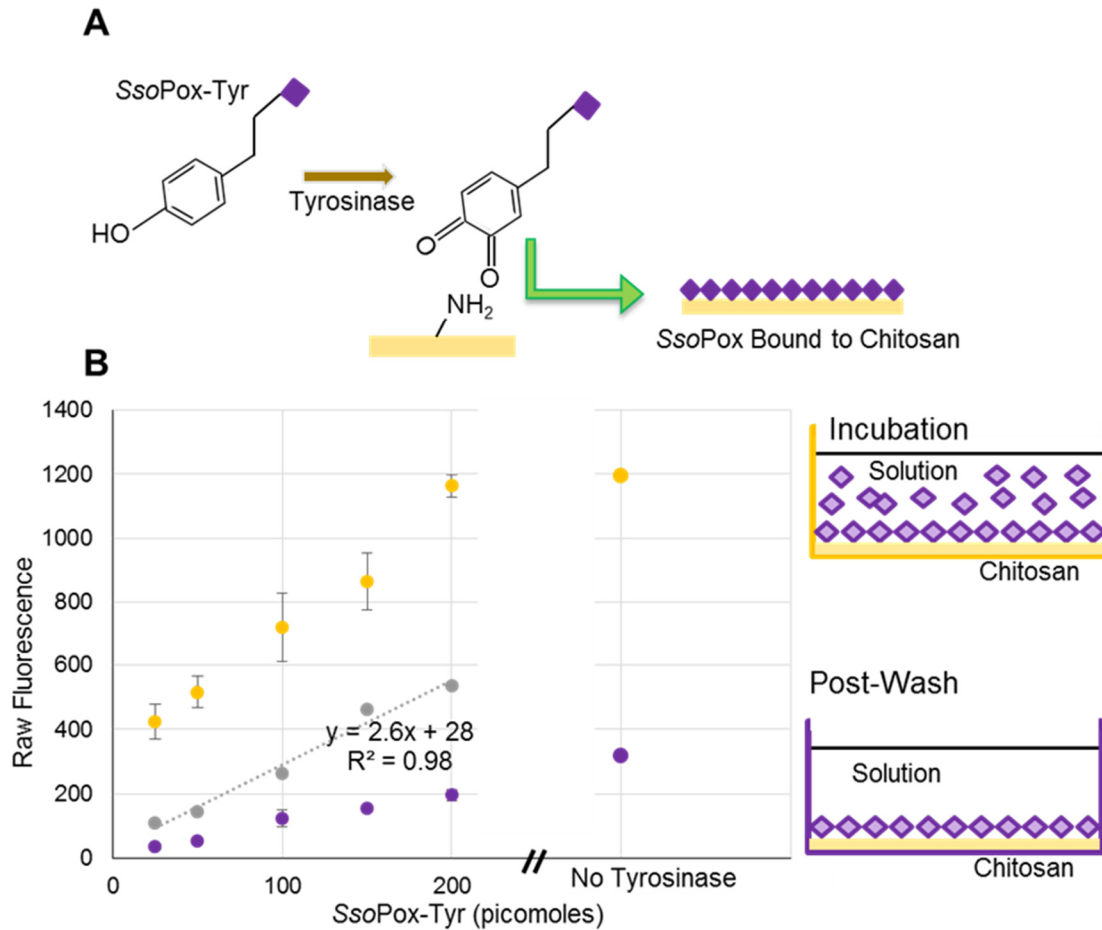 A
SsoPox-Tyr
Tyrosinase
HO
O
O
NH₂
SsoPox Bound to Chitosan
B
1400
1200
1000
800
600
400
200
0
Raw Fluorescence
y = 2.6x + 28
R² = 0.98
0
100
200
No Tyrosinase
SsoPox-Tyr (picomoles)
Incubation
Solution
Chitosan
Post-Wash
Solution
Chitosan